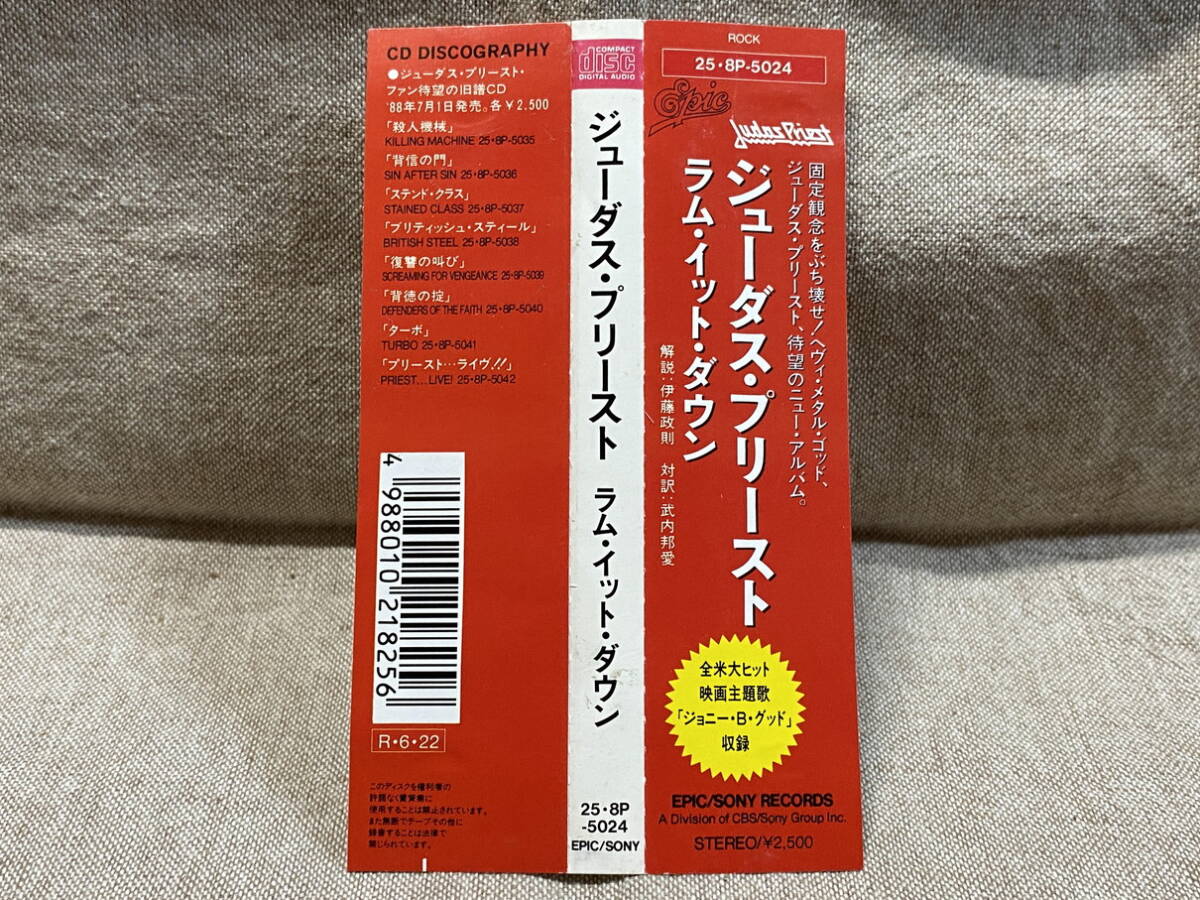 CD DISCOGRAPHY
●ジューダス・プリースト・
ファン待望の旧譜CD
'88年7月1日発売。各¥2.500
「殺人機械」
KILLING MACHINE 25・8P-5035
「背信の門」
SIN AFTER SIN 25・8P-5036
「ステンド・クラス」
STAINED CLASS 25・8P-5037
「ブリティッシュ・スティール」
BRITISH STEEL 25・8P-5038
「復讐の叫び」
SCREAMING FOR VENGEANCE 25・8P-5039
「背徳の掟」
DEFENDERS OF THE FAITH 25・8P-5040
「ターボ」
TURBO 25・8P-5041
「プリースト…ライヴ!!」
PRIEST...LIVE! 25・8P-5042
4 988010 218256
R・6・22
このディスクを権利者の
許諾なく賃貸業に
使用することは禁止されています。
また無断でテープその他に
録音することは法律で
禁じられています。
COMPACT
disc
DIGITAL AUDIO
ジューダス・プリースト ラム・イット・ダウン
25・8P
-5024
EPIC/SONY
ROCK
25・8P-5024
Epic
Judas Priest
固定観念をぶち壊せ!ヘヴィ・メタル・ゴッド、
ジューダス・プリースト、待望のニュー・アルバム。
ジューダス・プリースト
ラム・イット・ダウン
解説:伊藤政則 対訳:武内邦愛
全米大ヒット
映画主題歌
「ジョニー・B・グッド」
収録
EPIC/SONY RECORDS
A Division of CBS/Sony Group Inc.
STEREO/¥2,500